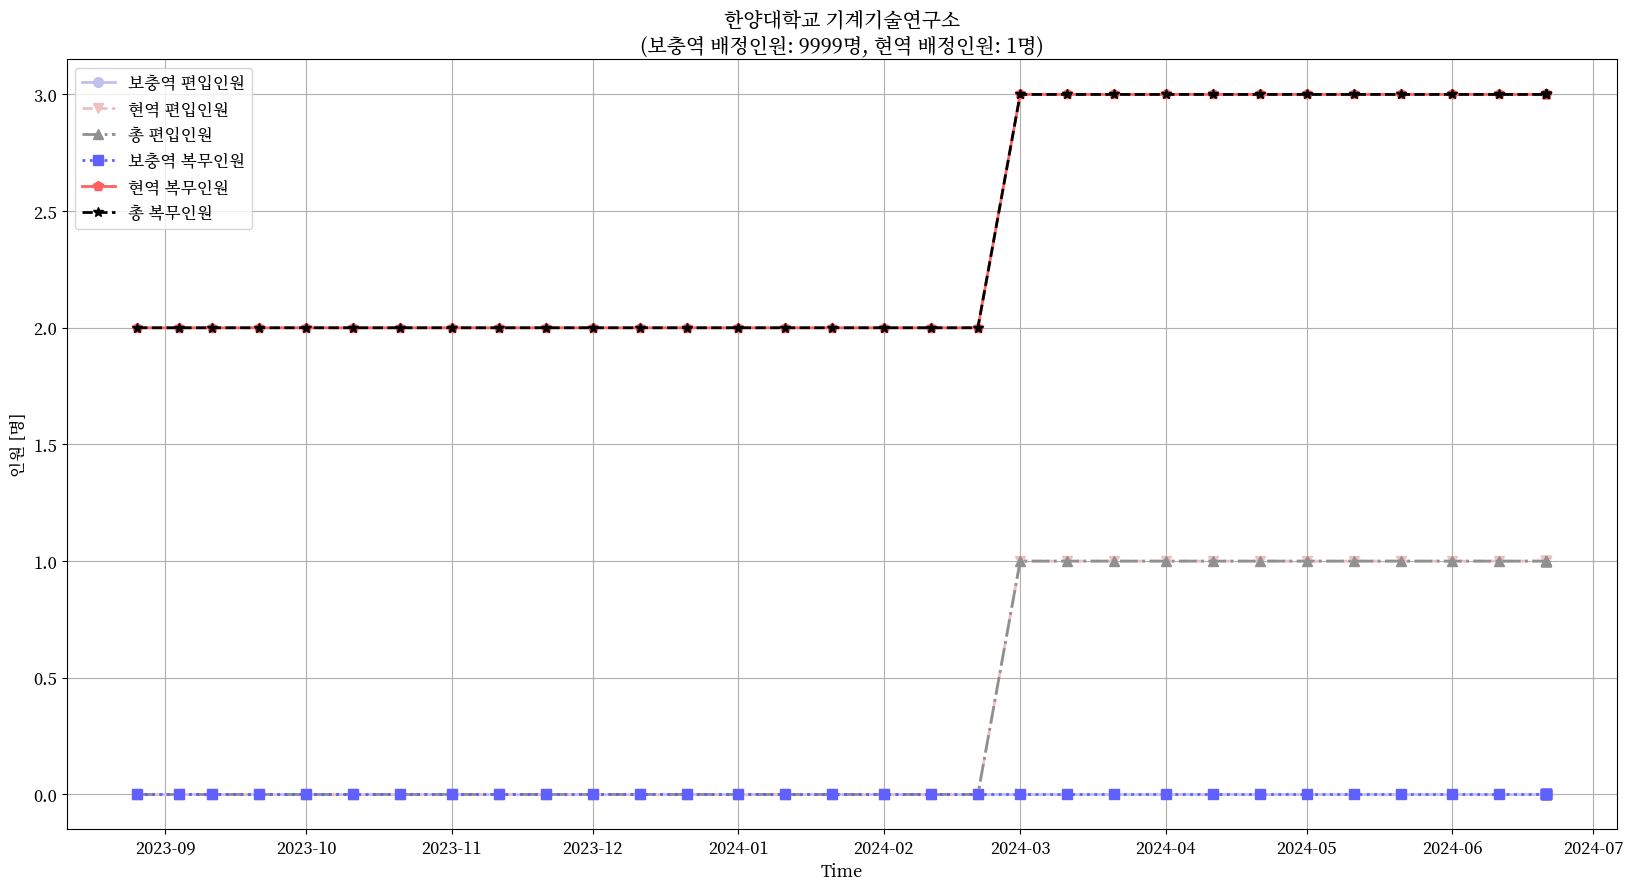 한양대학교 기계기술연구소
(보충역 배정인원: 9999명, 현역 배정인원: 1명)
보충역 편입인원
현역 편입인원
총 편입인원
보충역 복무인원
현역 복무인원
총 복무인원
인원 [명]
3.0
2.5
2.0
1.5
1.0
0.5
0.0
2023-09 2023-10 2023-11 2023-12 2024-01 2024-02 2024-03 2024-04 2024-05 2024-06 2024-07
Time